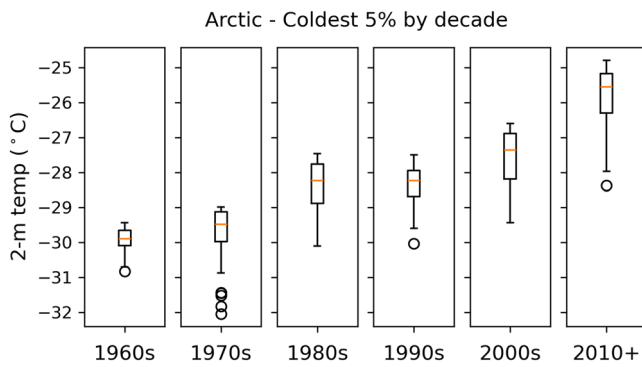 Arctic - Coldest 5% by decade
2-m temp (°C)
−25
−26
−27
−28
−29
−30
−31
−32
1960s
1970s
1980s
1990s
2000s
2010+